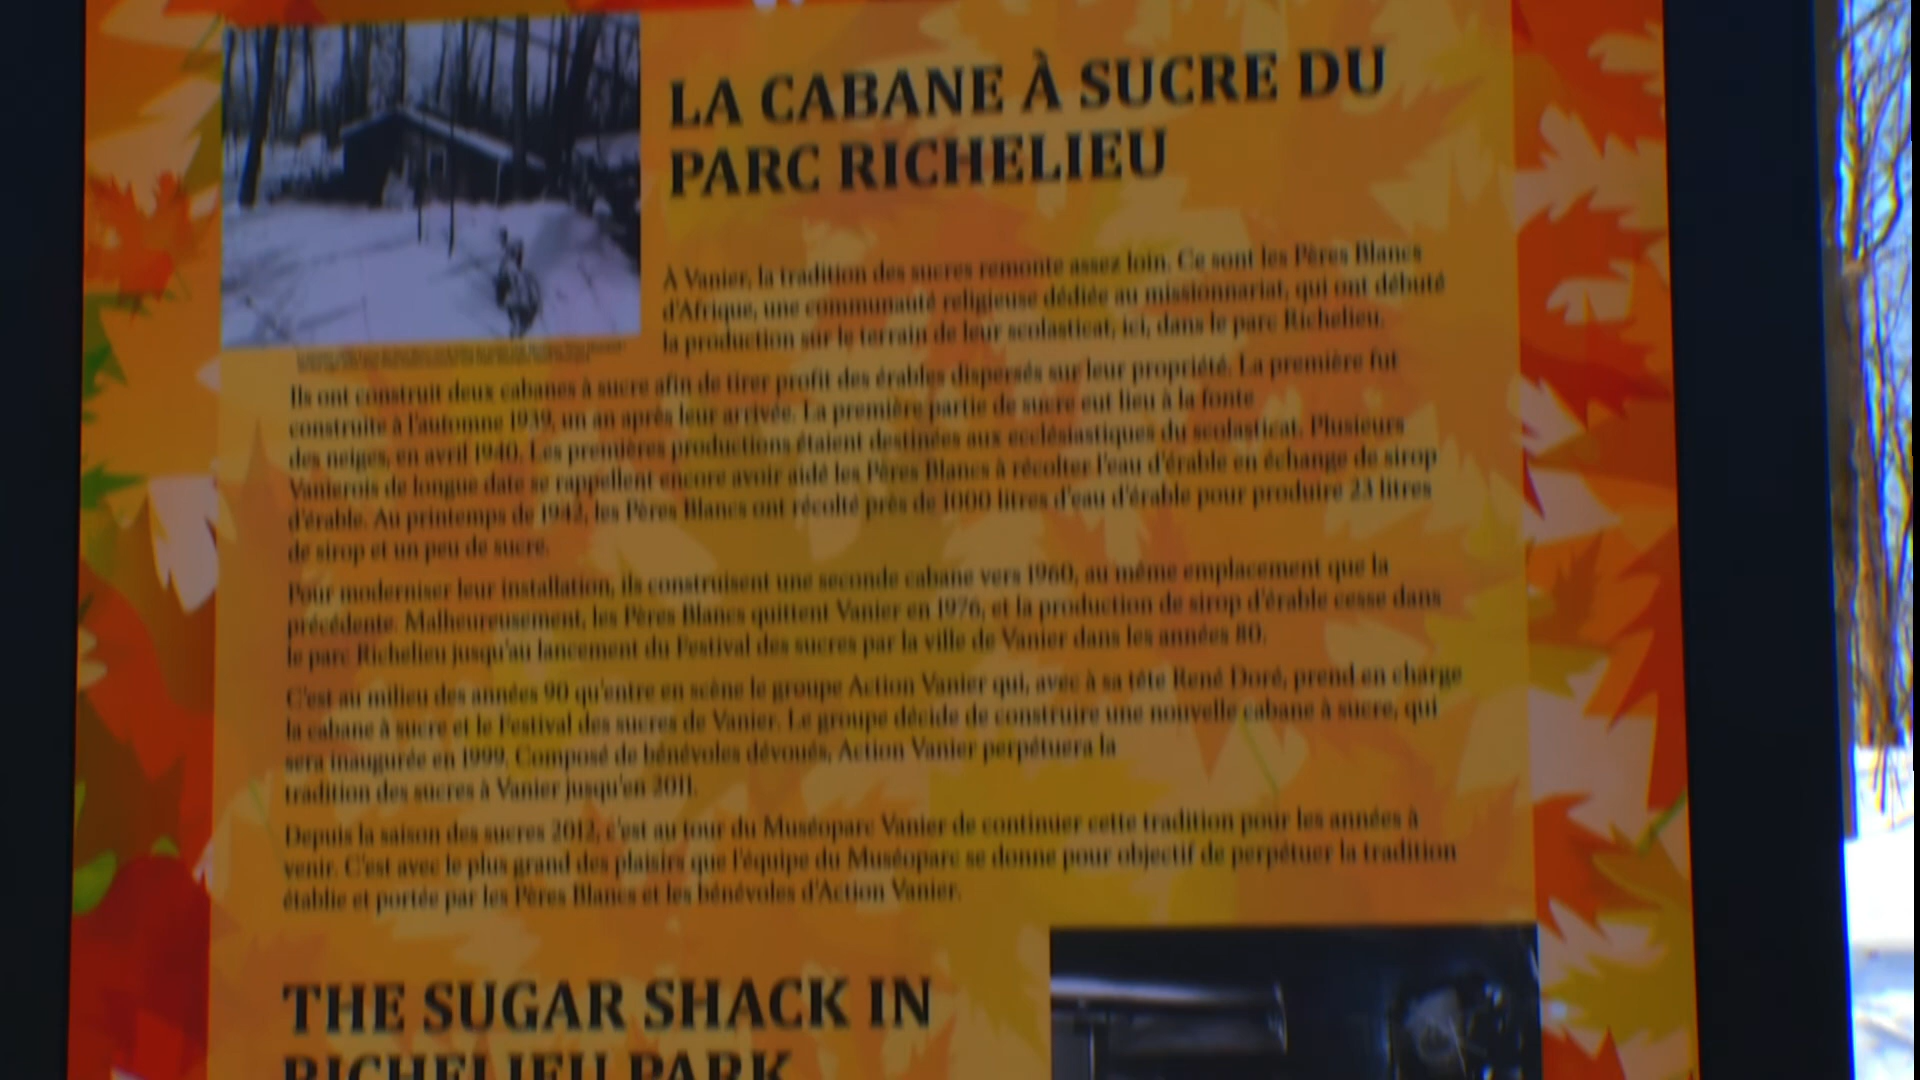 LA CABANE À SUCRE DU
PARC RICHELIEU
À Vanier, la tradition des sucres remonte assez loin. Ce sont les Pères Blancs
d'Afrique, une communauté religieuse dédiée au missionnariat, qui ont débuté
la production sur le terrain de leur scolasticat, ici, dans le parc Richelieu.
Ils ont construit deux cabanes à sucre afin de tirer profit des érables dispersés sur leur propriété. La première fut
construite à l'automne 1939, un an après leur arrivée. La première partie de sucre eut lieu à la fonte
des neiges, en avril 1940. Les premières productions étaient destinées aux ecclésiastiques du scolasticat. Plusieurs
Vanierois de longue date se rappellent encore avoir aidé les Pères Blancs à récolter l'eau d'érable en échange de sirop
d'érable. Au printemps de 1942, les Pères Blancs ont récolté près de 1000 litres d'eau d'érable pour produire 23 litres
de sirop et un peu de sucre.
Pour moderniser leur installation, ils construisent une seconde cabane vers 1960, au même emplacement que la
précédente. Malheureusement, les Pères Blancs quittent Vanier en 1976, et la production de sirop d'érable cesse dans
le parc Richelieu jusqu'au lancement du Festival des sucres par la ville de Vanier dans les années 80.
C'est au milieu des années 90 qu'entre en scène le groupe Action Vanier qui, avec à sa tête René Doré, prend en charge
la cabane à sucre et le Festival des sucres de Vanier. Le groupe décide de construire une nouvelle cabane à sucre, qui
sera inaugurée en 1999. Composé de bénévoles dévoués, Action Vanier perpétuera la
tradition des sucres à Vanier jusqu'en 2011.
Depuis la saison des sucres 2012, c'est au tour du Muséoparc Vanier de continuer cette tradition pour les années à
venir. C'est avec le plus grand des plaisirs que l'équipe du Muséoparc se donne pour objectif de perpétuer la tradition
établie et portée par les Pères Blancs et les bénévoles d'Action Vanier.
THE SUGAR SHACK IN
RICHELIEU PARK